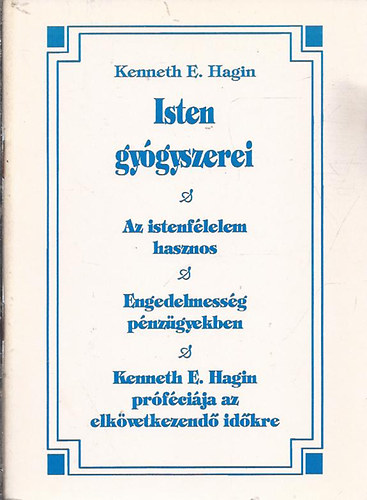 Kenneth E. Hagin
Isten
gyógyszerei
Az istenfélelem
hasznos
Engedelmesség
pénzügyekben
Kenneth E. Hagin
próféciája az
elkövetkezendő időkre